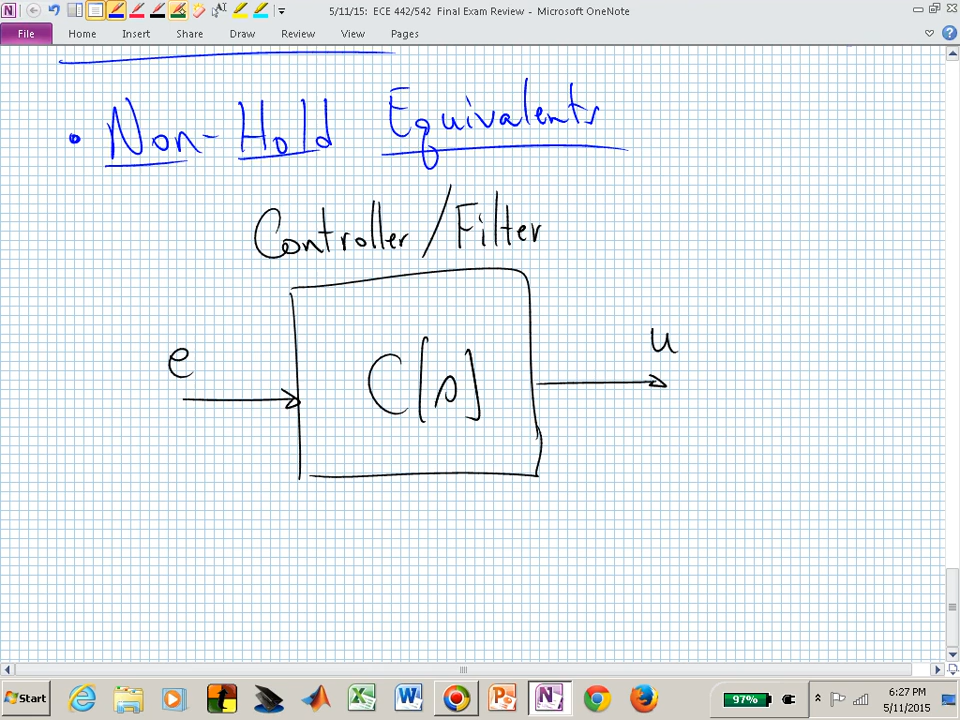 5/11/15: ECE 442/542 Final Exam Review - Microsoft OneNote
File Home Insert Share Draw Review View Pages
• Non-Hold Equivalents
Controller/Filter
e
C(s)
u
Start
97%
6:27 PM
5/11/2015